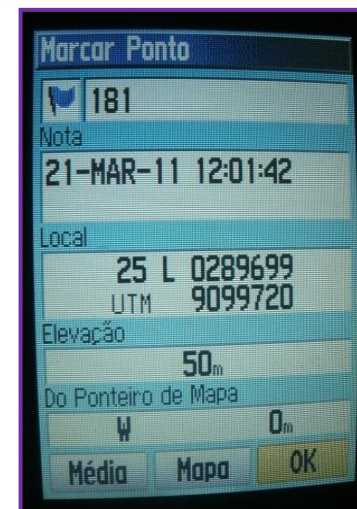 Marcar Ponto
181
Nota
21-MAR-11 12:01:42
Local
25 L 0289699
UTM 9099720
Elevação
50m
Do Ponteiro de Mapa
W 0m
Média Mapa OK